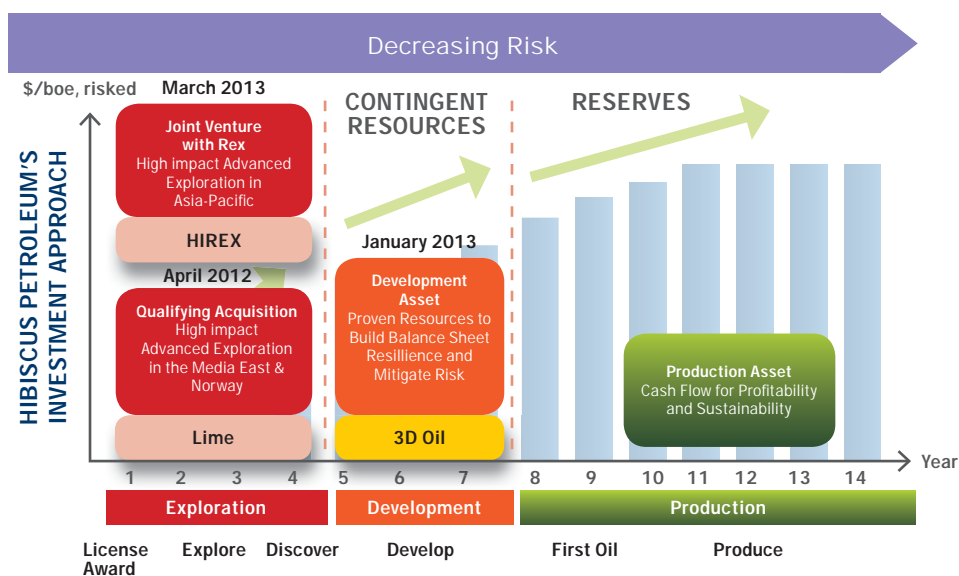 Decreasing Risk
$/boe, risked
HIBISCUS PETROLEUM'S
INVESTMENT APPROACH
March 2013
Joint Venture
with Rex
High impact Advanced
Exploration in
Asia-Pacific
HIREX
April 2012
Qualifying Acquisition
High impact
Advanced Exploration
in the Media East &
Norway
Lime
CONTINGENT
RESOURCES
January 2013
Development
Asset
Proven Resources to
Build Balance Sheet
Resillience and
Mitigate Risk
3D Oil
RESERVES
Production Asset
Cash Flow for Profitability
and Sustainability
1 2 3 4 5 6 7 8 9 10 11 12 13 14
Year
Exploration Development Production
License
Award
Explore Discover Develop First Oil Produce